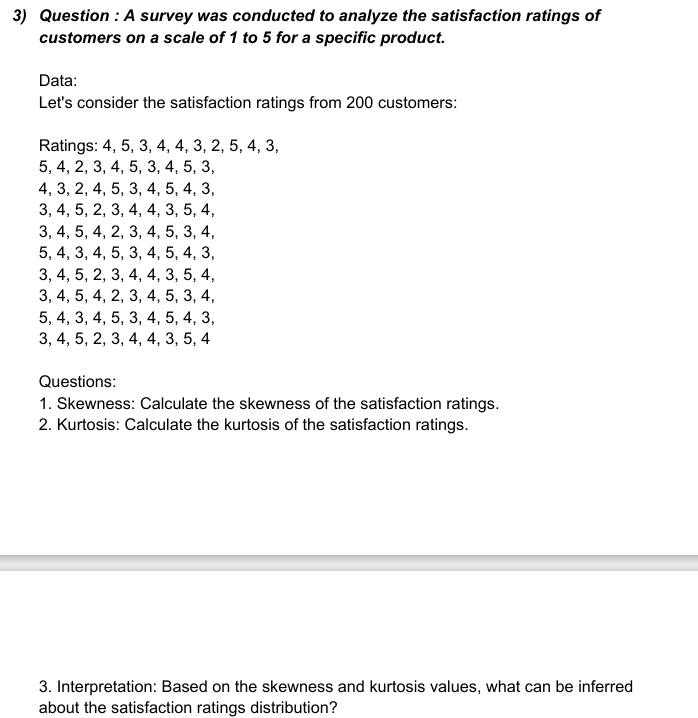 3) Question : A survey was conducted to analyze the satisfaction ratings of
customers on a scale of 1 to 5 for a specific product.
Data:
Let's consider the satisfaction ratings from 200 customers:
Ratings: 4, 5, 3, 4, 4, 3, 2, 5, 4, 3,
5, 4, 2, 3, 4, 5, 3, 4, 5, 3,
4, 3, 2, 4, 5, 3, 4, 5, 4, 3,
3, 4, 5, 2, 3, 4, 4, 3, 5, 4,
3, 4, 5, 4, 2, 3, 4, 5, 3, 4,
5, 4, 3, 4, 5, 3, 4, 5, 4, 3,
3, 4, 5, 2, 3, 4, 4, 3, 5, 4,
3, 4, 5, 4, 2, 3, 4, 5, 3, 4,
5, 4, 3, 4, 5, 3, 4, 5, 4, 3,
3, 4, 5, 2, 3, 4, 4, 3, 5, 4
Questions:
1. Skewness: Calculate the skewness of the satisfaction ratings.
2. Kurtosis: Calculate the kurtosis of the satisfaction ratings.
3. Interpretation: Based on the skewness and kurtosis values, what can be inferred
about the satisfaction ratings distribution?